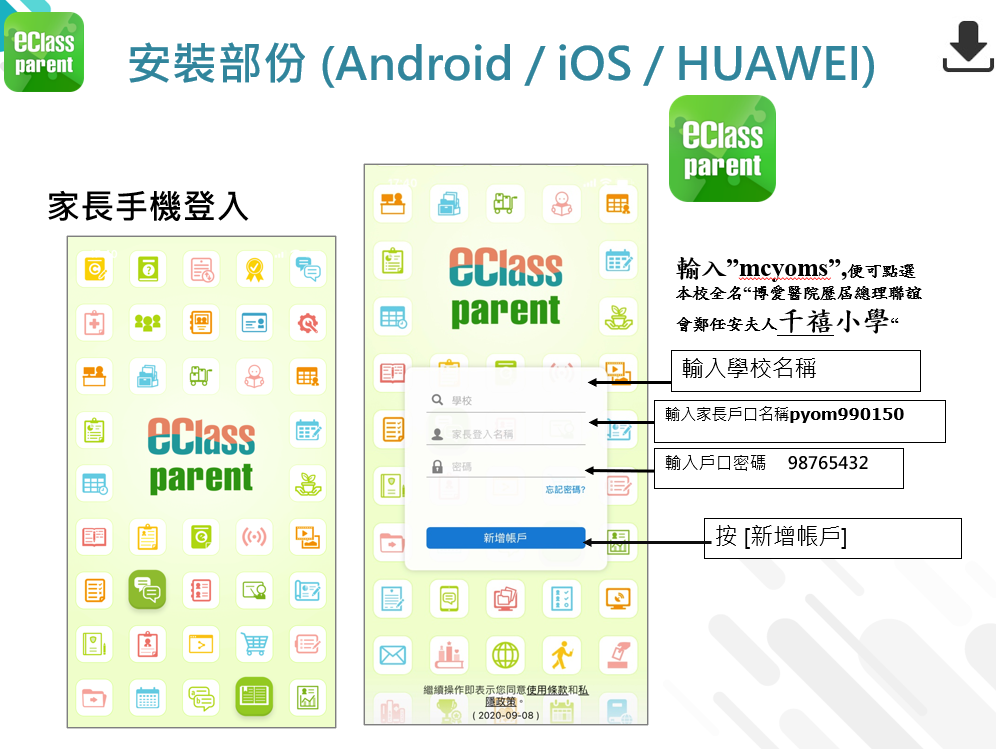 eClass
parent
安裝部份 (Android / iOS / HUAWEI)
eClass
parent
家長手機登入
eClass
parent
eClass
parent
輸入”mcyoms”,便可點選
本校全名“博愛醫院歷屆總理聯誼
會鄭任安夫人千禧小學“
輸入學校名稱
學校
輸入家長戶口名稱pyom990150
家長登入名稱
輸入戶口密碼 98765432
密碼
忘記密碼?
新增帳戶
按 [新增帳戶]
繼續操作即表示您同意使用條款和私
隱政策。
( 2020-09-08 )